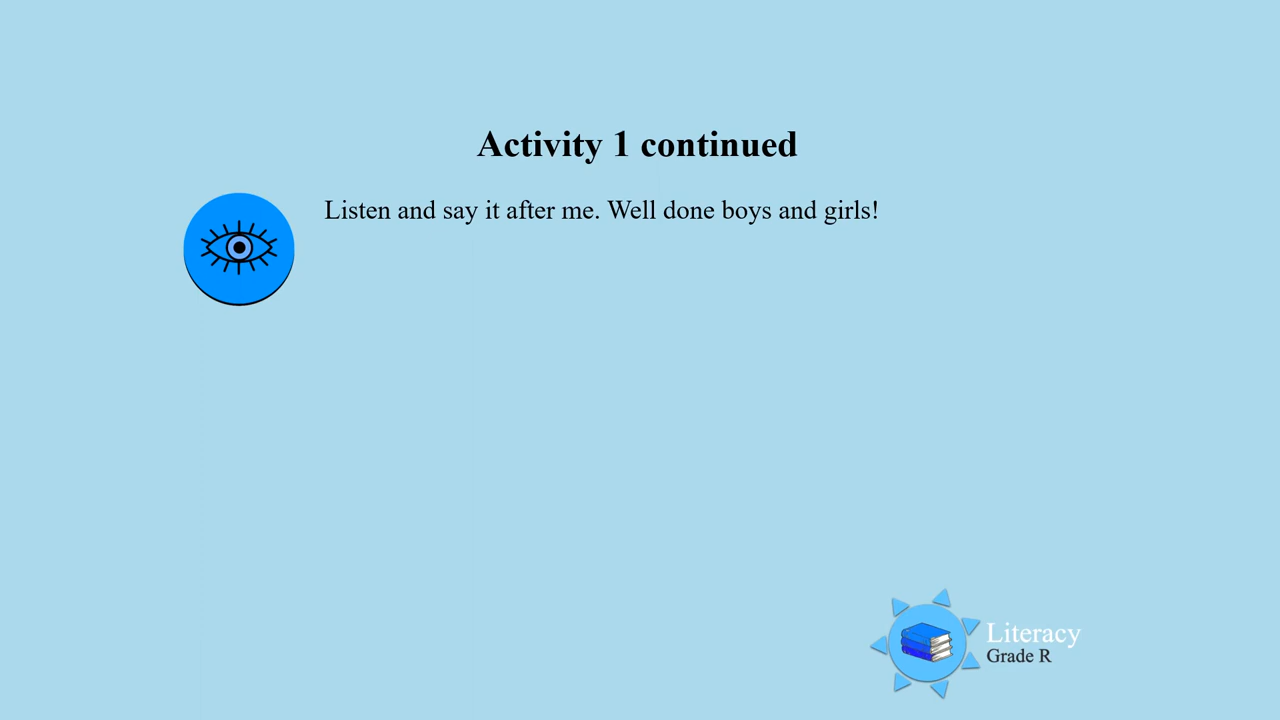 Activity 1 continued
Listen and say it after me. Well done boys and girls!
Literacy
Grade R